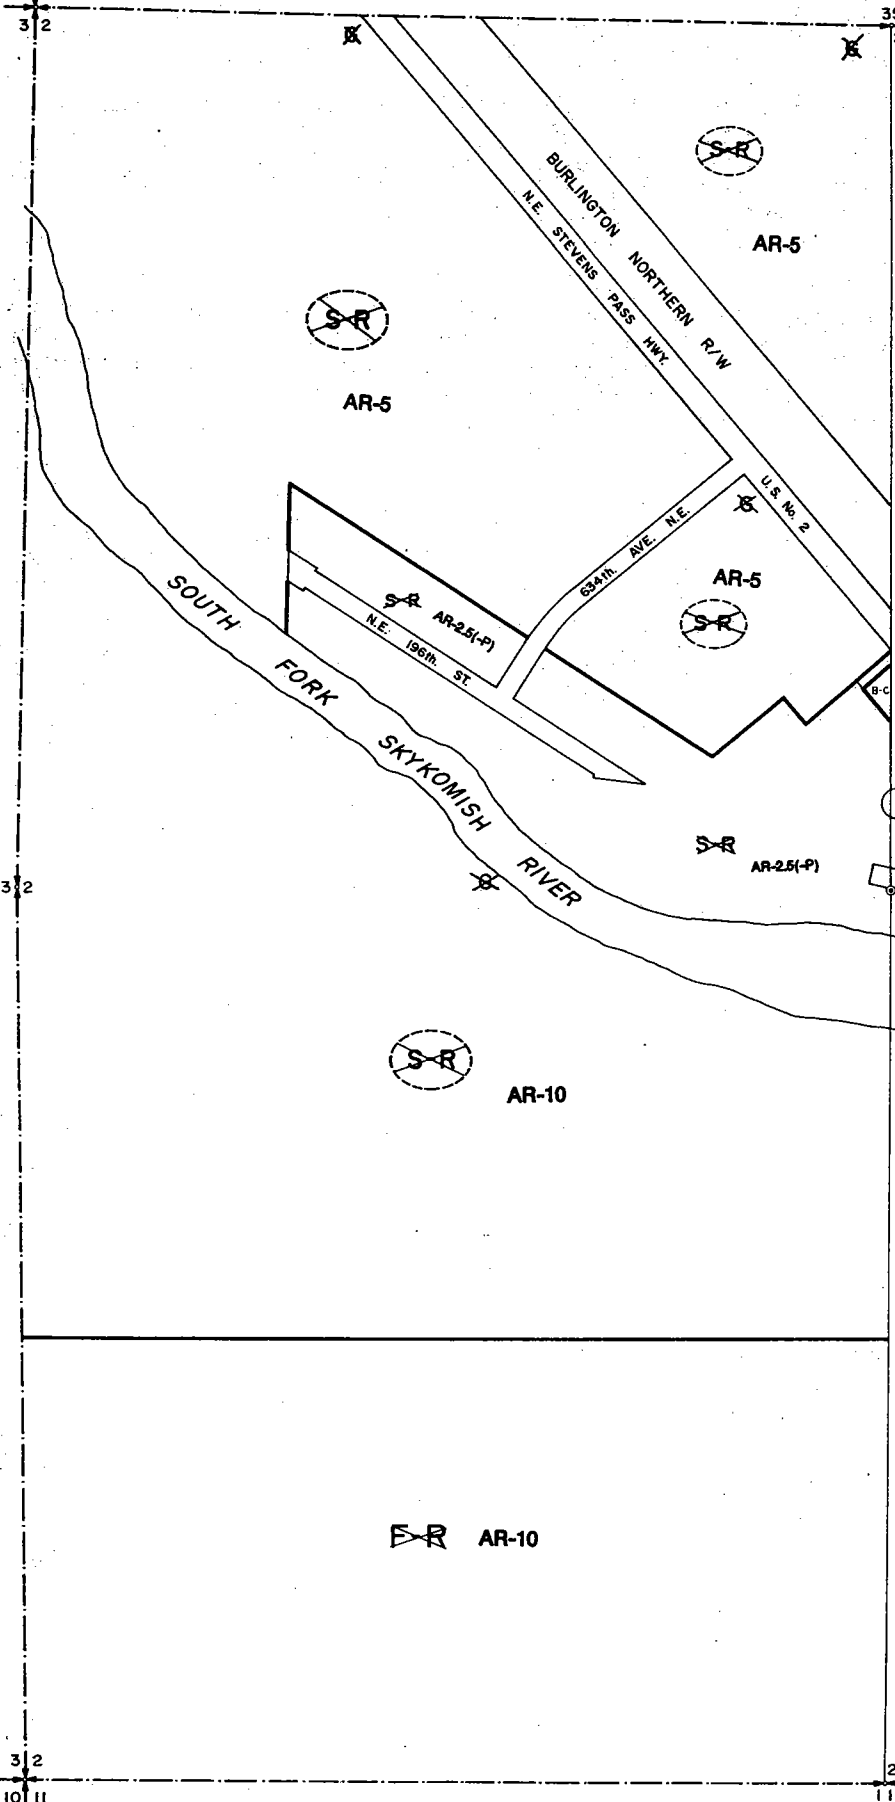 3 2
35
G
S-R
AR-5
BURLINGTON NORTHERN R/W
N.E. STEVENS PASS HWY.
S-R
AR-5
U.S. No. 2
G
634th. AVE. N.E.
AR-5
S-R
S-R
AR-2.5(-P)
N.E. 196th. ST.
B-C
SOUTH FORK SKYKOMISH RIVER
S-R
AR-2.5(-P)
3 2
G
S-R
AR-10
F-R
AR-10
3 2
10 11
2
11